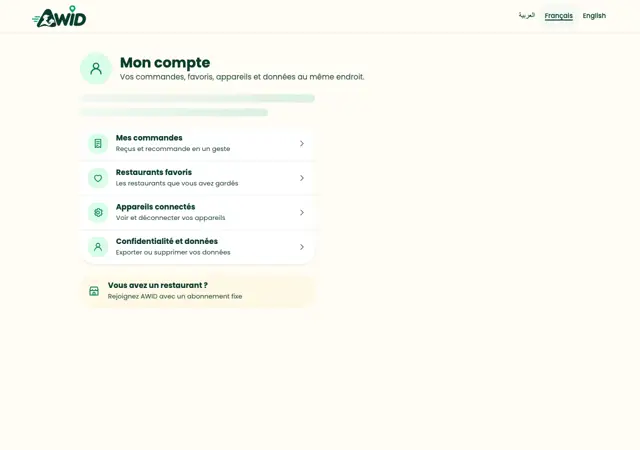 AWID
العربية
Français
English
Mon compte
Vos commandes, favoris, appareils et données au même endroit.
Mes commandes
Reçus et recommande en un geste
Restaurants favoris
Les restaurants que vous avez gardés
Appareils connectés
Voir et déconnecter vos appareils
Confidentialité et données
Exporter ou supprimer vos données
Vous avez un restaurant ?
Rejoignez AWID avec un abonnement fixe